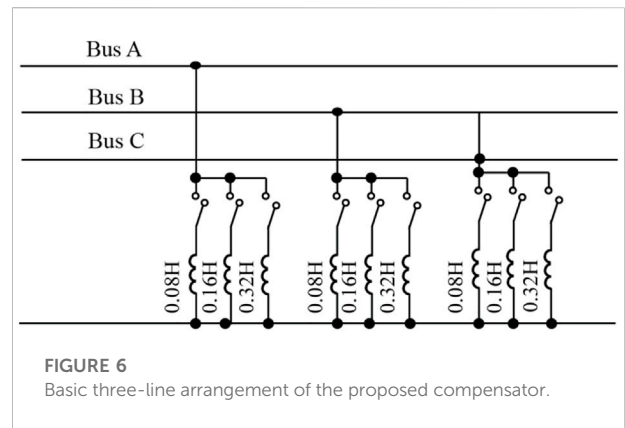 Bus A
Bus B
Bus C
0.08H
0.16H
0.32H
0.08H
0.16H
0.32H
0.08H
0.16H
0.32H
FIGURE 6
Basic three-line arrangement of the proposed compensator.